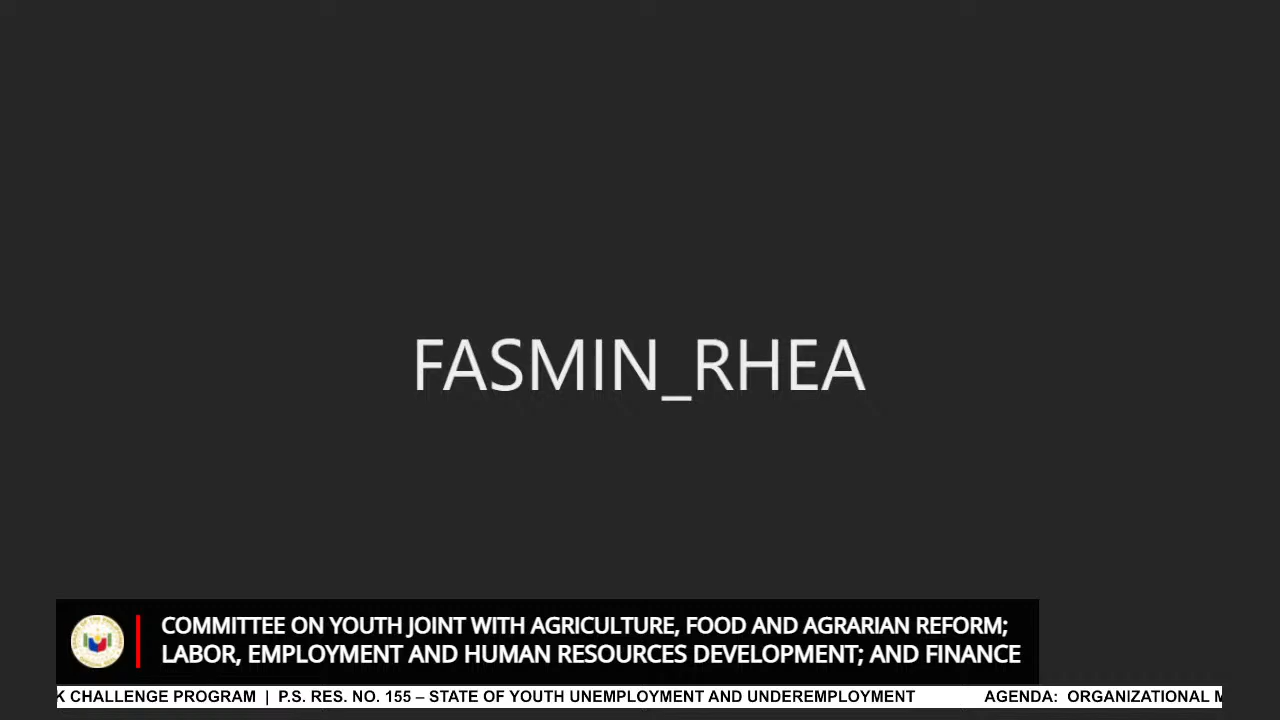 FASMIN_RHEA
COMMITTEE ON YOUTH JOINT WITH AGRICULTURE, FOOD AND AGRARIAN REFORM;
LABOR, EMPLOYMENT AND HUMAN RESOURCES DEVELOPMENT; AND FINANCE
K CHALLENGE PROGRAM | P.S. RES. NO. 155 – STATE OF YOUTH UNEMPLOYMENT AND UNDEREMPLOYMENT AGENDA: ORGANIZATIONAL M